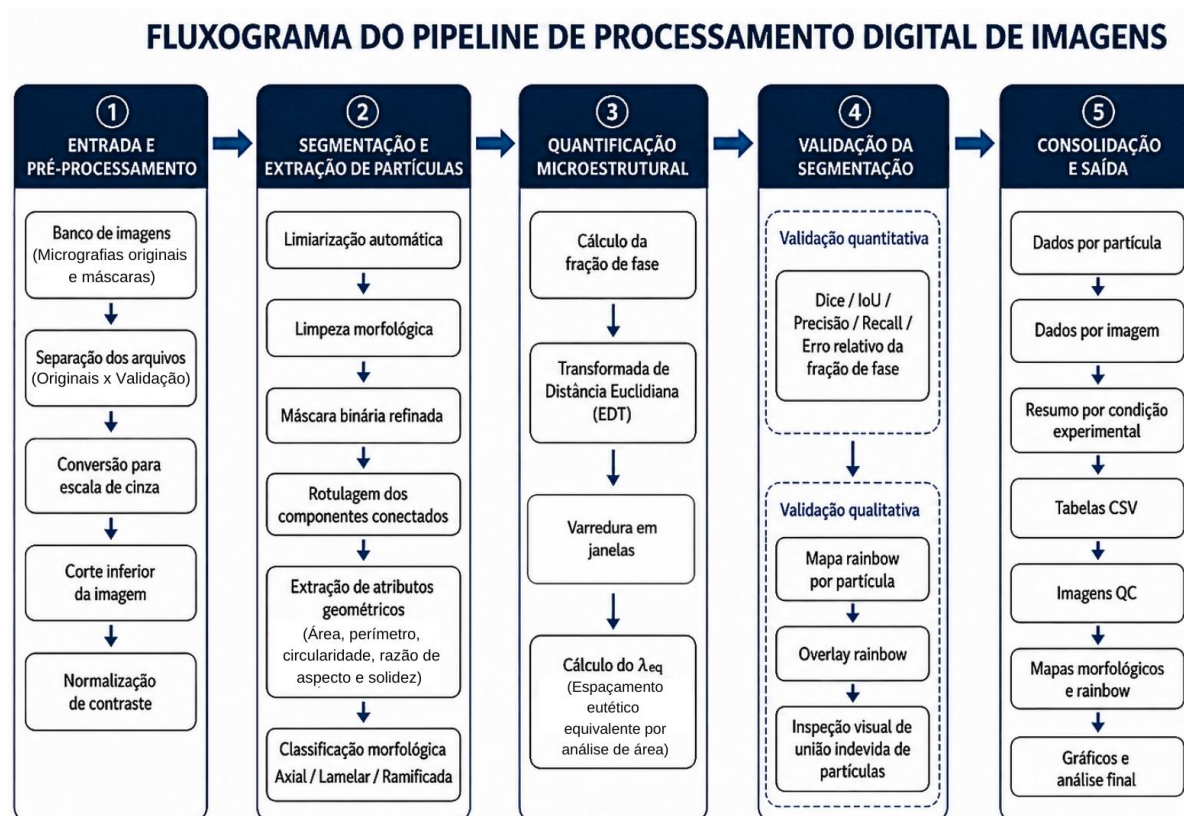 FLUXOGRAMA DO PIPELINE DE PROCESSAMENTO DIGITAL DE IMAGENS
1
ENTRADA E
PRÉ-PROCESSAMENTO
Banco de imagens
(Micrografias originais
e máscaras)
Separação dos arquivos
(Originais x Validação)
Conversão para
escala de cinza
Corte inferior
da imagem
Normalização
de contraste
2
SEGMENTAÇÃO E
EXTRAÇÃO DE PARTÍCULAS
Limiarização automática
Limpeza morfológica
Máscara binária refinada
Rotulagem dos
componentes conectados
Extração de atributos
geométricos
(Área, perímetro,
circularidade, razão de
aspecto e solidez)
Classificação morfológica
Axial / Lamelar / Ramificada
3
QUANTIFICAÇÃO
MICROESTRUTURAL
Cálculo da
fração de fase
Transformada de
Distância Euclidiana
(EDT)
Varredura em
janelas
Cálculo do λeq
(Espaçamento
eutético
equivalente por
análise de área)
4
VALIDAÇÃO DA
SEGMENTAÇÃO
Validação quantitativa
Dice / IoU /
Precisão / Recall /
Erro relativo da
fração de fase
Validação qualitativa
Mapa rainbow
por partícula
Overlay rainbow
Inspeção visual de
união indevida de
partículas
5
CONSOLIDAÇÃO
E SAÍDA
Dados por partícula
Dados por imagem
Resumo por condição
experimental
Tabelas CSV
Imagens QC
Mapas morfológicos
e rainbow
Gráficos e
análise final